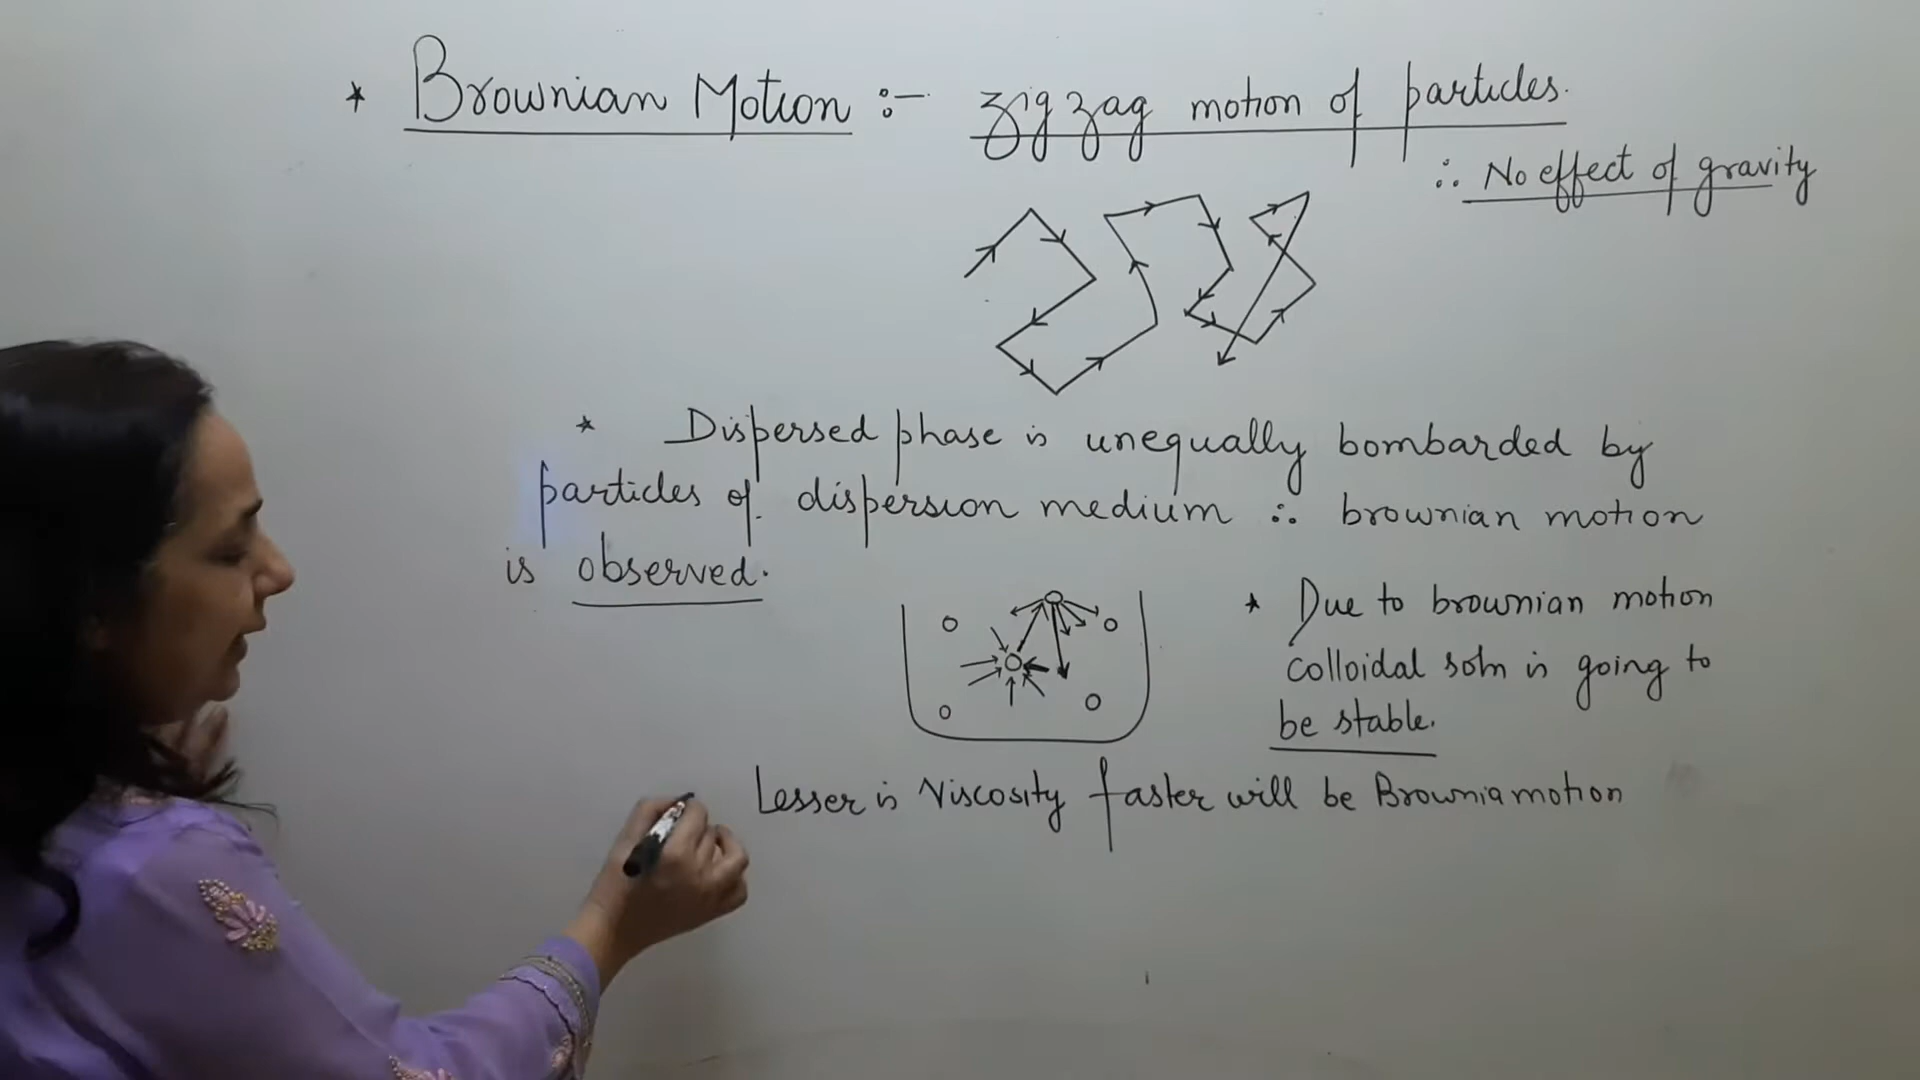 * Brownian Motion :- zigzag motion of particles.
∴ No effect of gravity
* Dispersed phase is unequally bombarded by
particles of dispersion medium ∴ brownian motion
is observed.
* Due to brownian motion
colloidal soln is going to
be stable.
Lesser is Viscosity faster will be Brownia motion